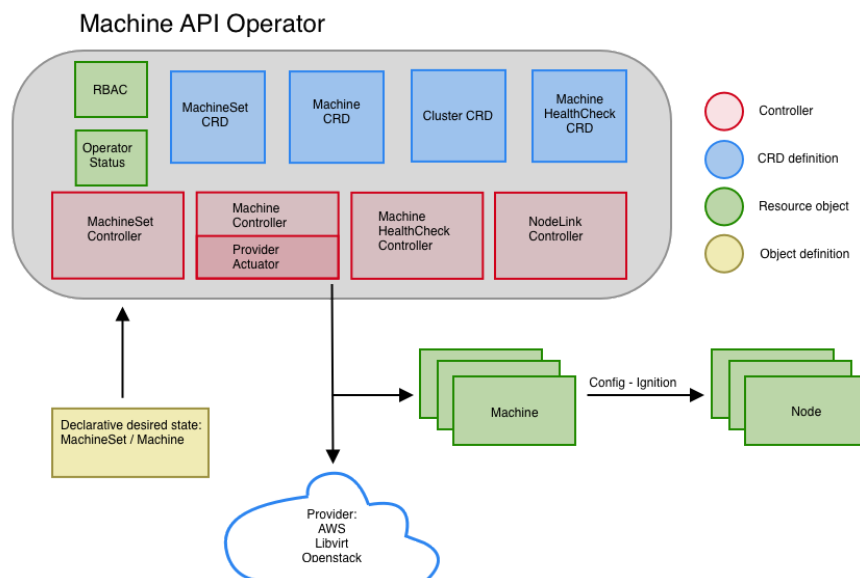 Machine API Operator
RBAC
MachineSet
CRD
Machine
CRD
Cluster CRD
Machine
HealthCheck
CRD
Operator
Status
MachineSet
Controller
Machine
Controller
Provider
Actuator
Machine
HealthCheck
Controller
NodeLink
Controller
Controller
CRD definition
Resource object
Object definition
Declarative desired state:
MachineSet / Machine
Machine
Config - Ignition
Node
Provider:
AWS
Libvirt
Openstack